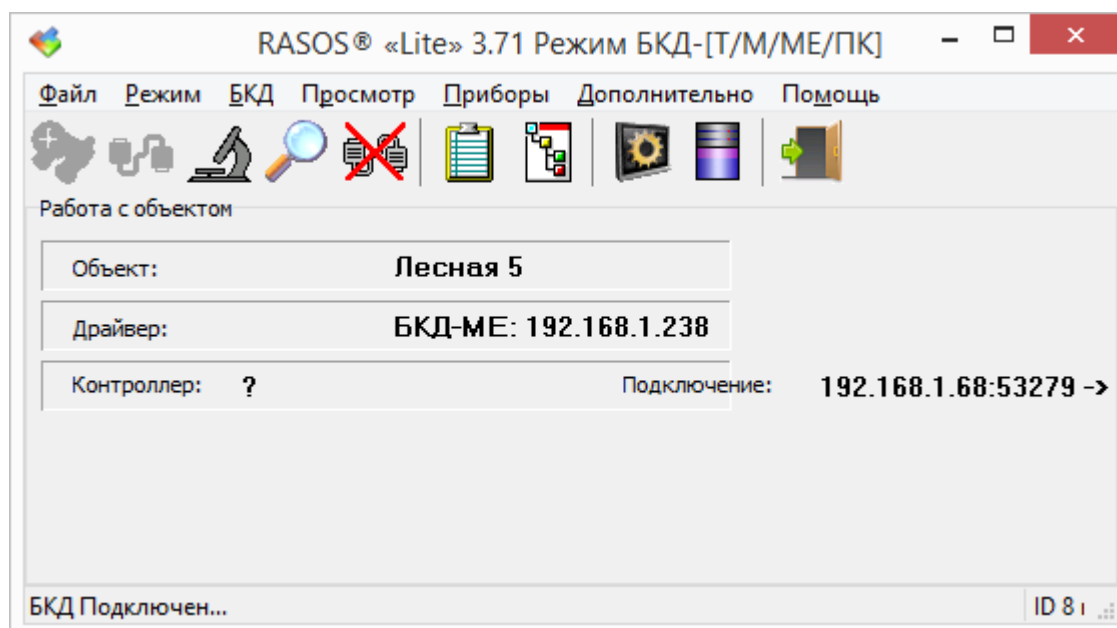 RASOS® «Lite» 3.71 Режим БКД-[Т/М/МЕ/ПК]
Файл Режим БКД Просмотр Приборы Дополнительно Помощь
Работа с объектом
Объект: Лесная 5
Драйвер: БКД-МЕ: 192.168.1.238
Контроллер: ? Подключение: 192.168.1.68:53279 ->
БКД Подключен... ID 8